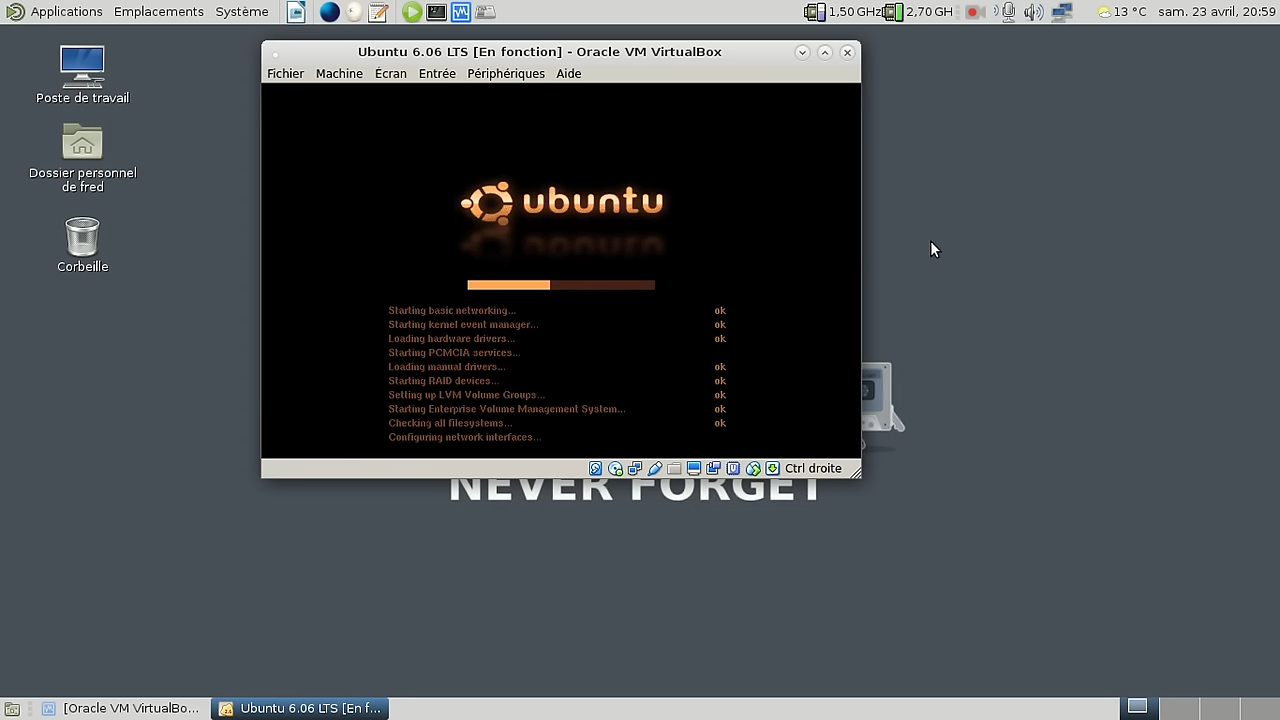 Applications Emplacements Système 1,50 GHz 2,70 GH 13 °C sam. 23 avril, 20:59
Ubuntu 6.06 LTS [En fonction] - Oracle VM VirtualBox
Fichier Machine Écran Entrée Périphériques Aide
Poste de travail
Dossier personnel
de fred
Corbeille
ubuntu
Starting basic networking... ok
Starting kernel event manager... ok
Loading hardware drivers... ok
Starting PCMCIA services...
Loading manual drivers... ok
Starting RAID devices... ok
Setting up LVM Volume Groups... ok
Starting Enterprise Volume Management System... ok
Checking all filesystems... ok
Configuring network interfaces...
Ctrl droite
NEVER FORGET
[Oracle VM VirtualBo... Ubuntu 6.06 LTS [En f...